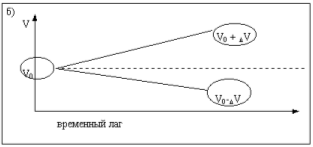 б)
V
V₀ + ΔV
V₀
V₀-ΔV
временный лаг